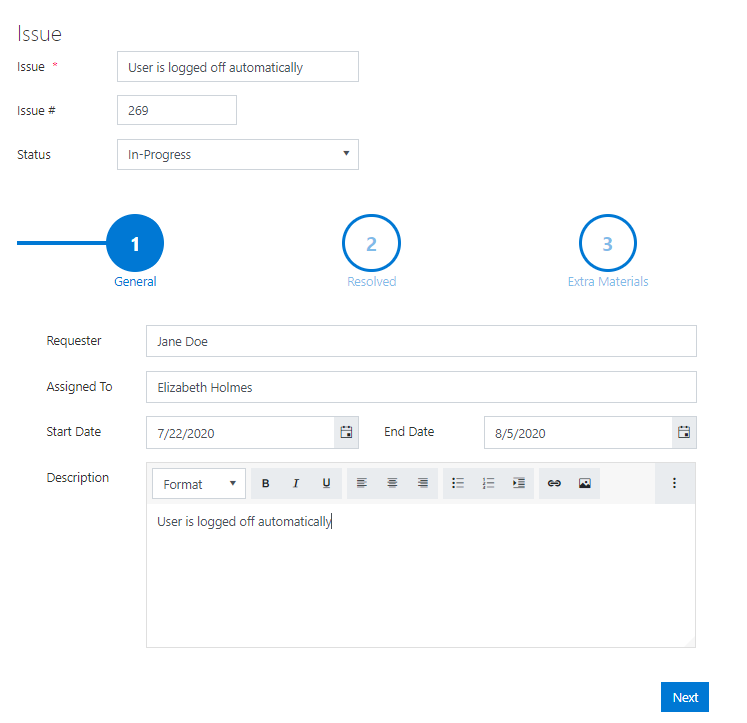 Issue
Issue * User is logged off automatically
Issue # 269
Status In-Progress
1 2 3
General Resolved Extra Materials
Requester Jane Doe
Assigned To Elizabeth Holmes
Start Date 7/22/2020 End Date 8/5/2020
Description Format B I U
User is logged off automatically
Next